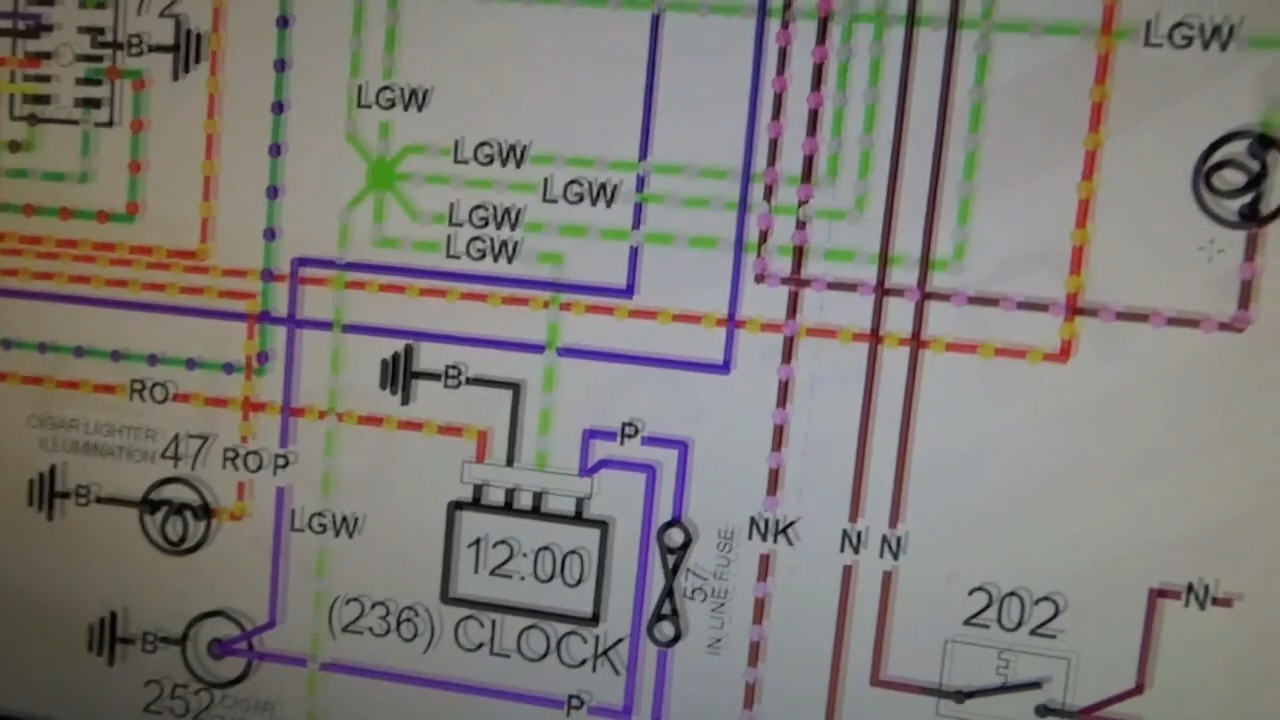 B
LGW
LGW
LGW
LGW
LGW
LGW
B
RO
P
CIGAR LIGHTER
ILLUMINATION
47
RO
P
B
LGW
12:00
57
IN LINE FUSE
NK
N
N
N
202
(236) CLOCK
B
252
CIGAR
P